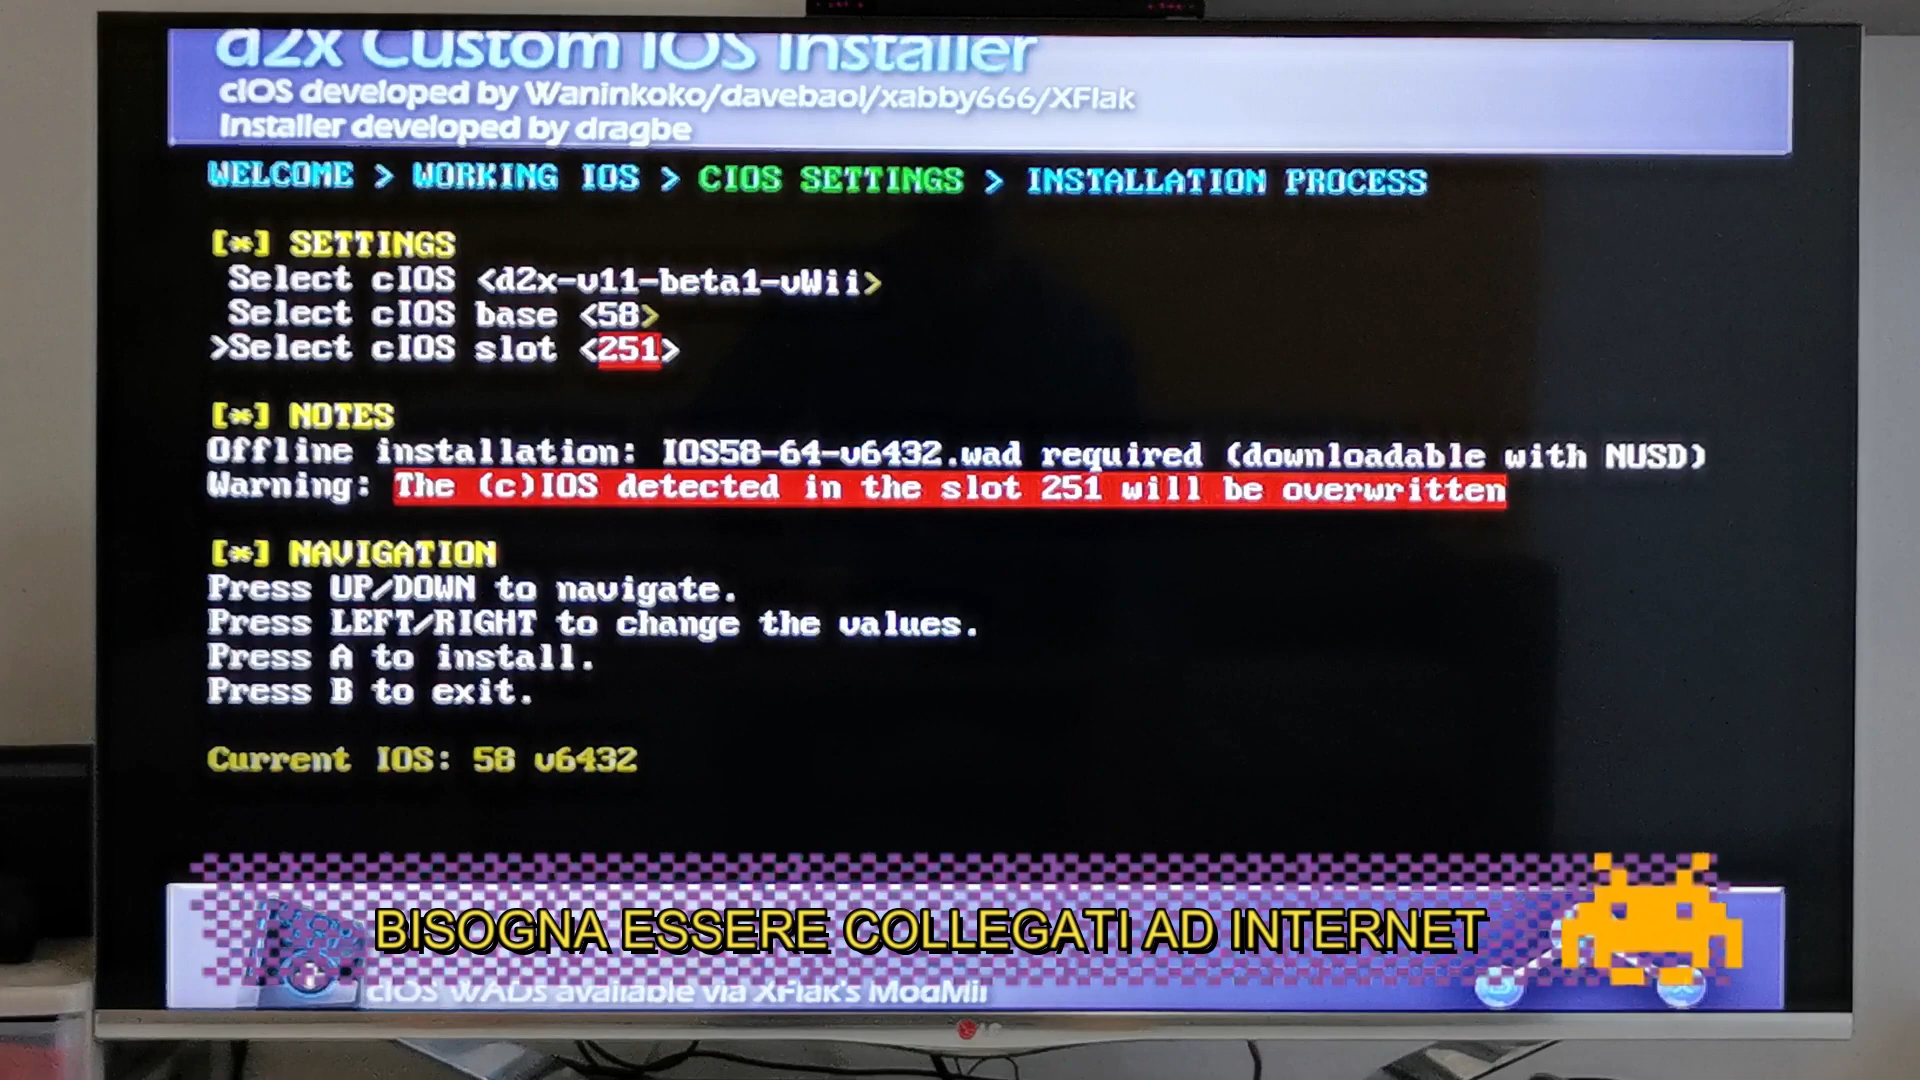 d2x Custom IOS Installer
cIOS developed by Waninkoko/davebaol/xabby666/XFlak
Installer developed by dragbe
WELCOME > WORKING IOS > CIOS SETTINGS > INSTALLATION PROCESS
[*] SETTINGS
Select cIOS <d2x-v11-beta1-vWii>
Select cIOS base <58>
>Select cIOS slot <251>
[*] NOTES
Offline installation: IOS58-64-v6432.wad required (downloadable with NUSD)
Warning: The (c)IOS detected in the slot 251 will be overwritten
[*] NAVIGATION
Press UP/DOWN to navigate.
Press LEFT/RIGHT to change the values.
Press A to install.
Press B to exit.
Current IOS: 58 v6432
BISOGNA ESSERE COLLEGATI AD INTERNET
cIOS WADs available via XFlak's ModMii
LG